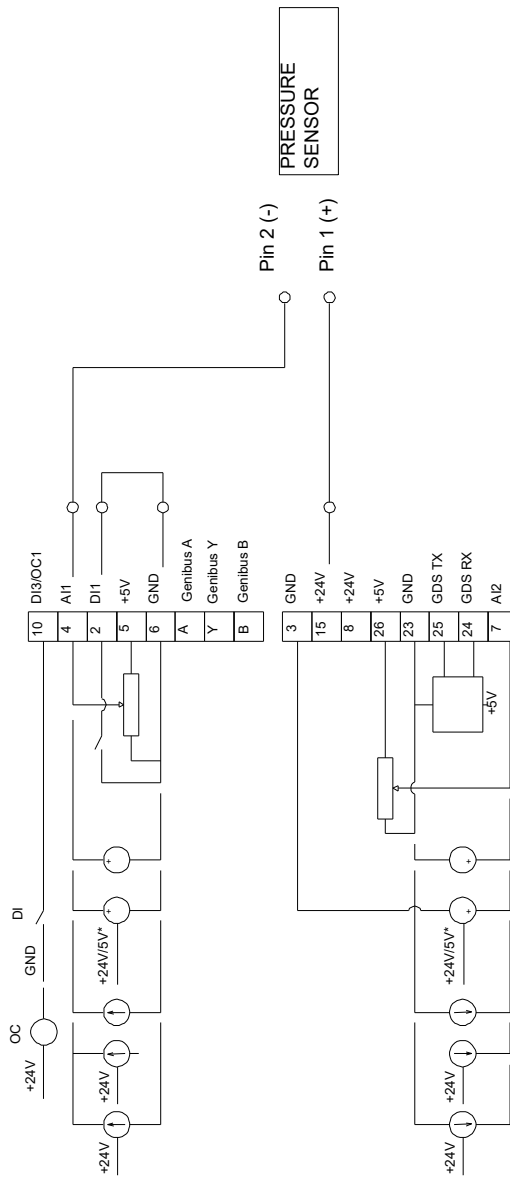 PRESSURE
SENSOR
Pin 2 (-)
Pin 1 (+)
DI3/OC1
AI1
DI1
+5V
GND
Genibus A
Genibus Y
Genibus B
10
4
2
5
6
A
Y
B
GND
+24V
+24V
+5V
GND
GDS TX
GDS RX
AI2
3
15
8
26
23
25
24
7
+5V
DI
GND
OC
+24V
+
+
+24V/5V*
+24V
+24V
+
+
+24V/5V*
+24V
+24V